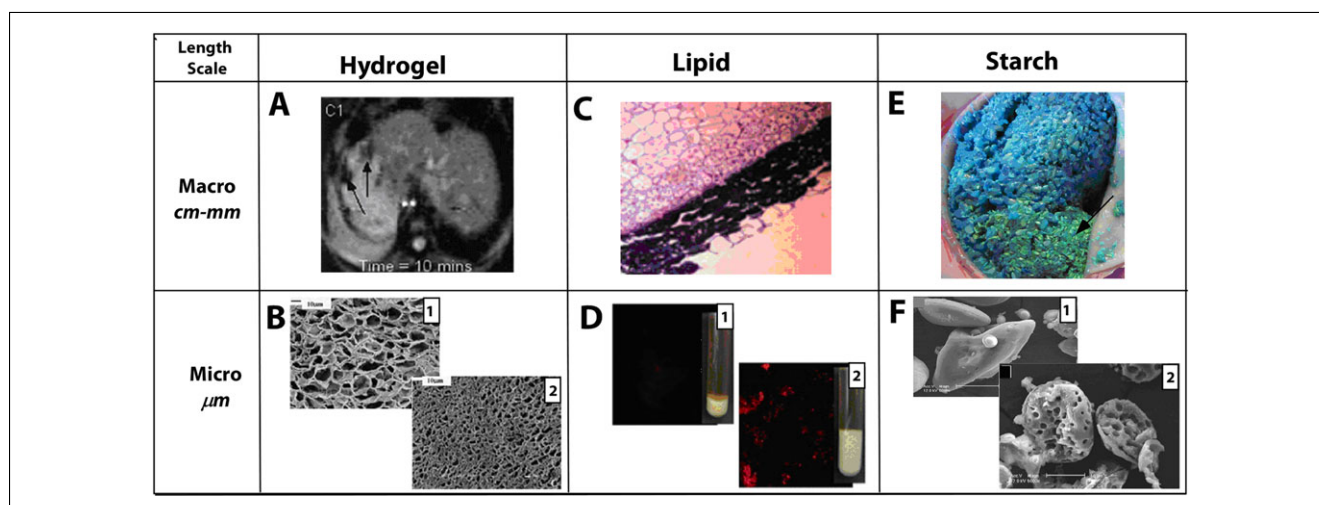 Length
Scale
Hydrogel
Lipid
Starch
Macro
cm-mm
A
C1
Time = 10 mins
C
E
Micro
μm
B
1
2
D
1
2
F
1
2